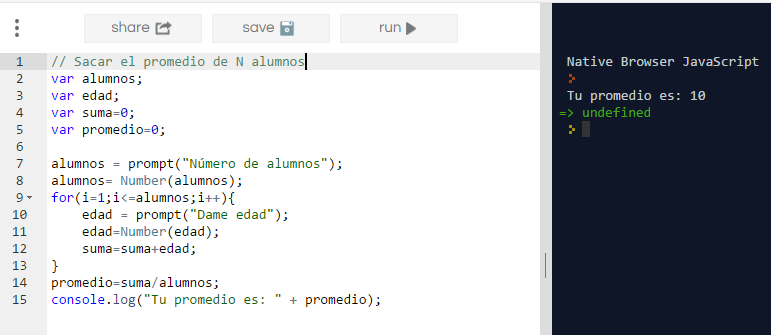 share save run
1 // Sacar el promedio de N alumnos
2 var alumnos;
3 var edad;
4 var suma=0;
5 var promedio=0;
6
7 alumnos = prompt("Número de alumnos");
8 alumnos= Number(alumnos);
9 for(i=1;i<=alumnos;i++){
10 edad = prompt("Dame edad");
11 edad=Number(edad);
12 suma=suma+edad;
13 }
14 promedio=suma/alumnos;
15 console.log("Tu promedio es: " + promedio);
Native Browser JavaScript
Tu promedio es: 10
=> undefined